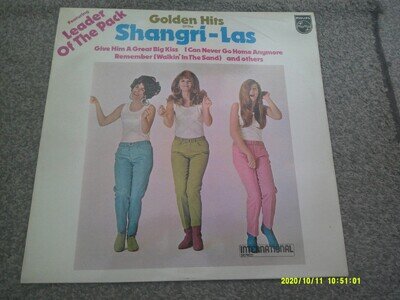 Featuring
Leader
Of The Pack
Golden Hits
Of The
Shangri-Las
Give Him A Great Big Kiss I Can Never Go Home Anymore
Remember (Walkin' In The Sand) and others
PHILIPS
INTERNATIONAL
2020/10/11 10:51:01